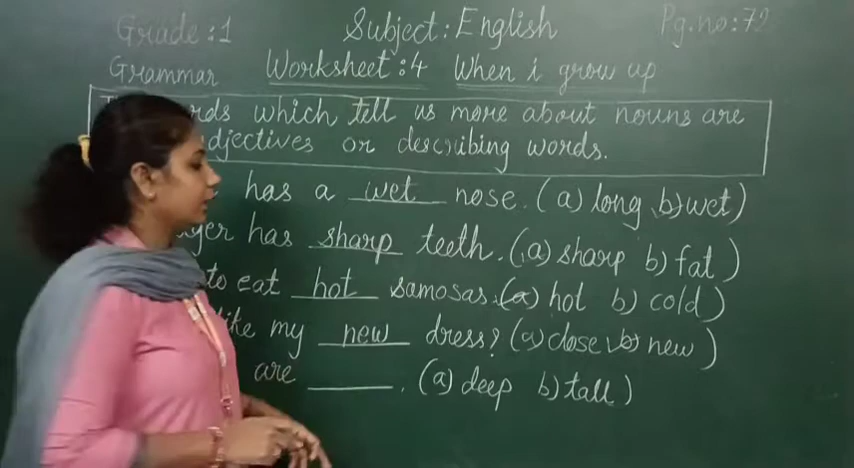 Grade : 1 Subject : English Pg.no : 72
Grammar Worksheet : 4 When i grow up
which tell us more about nouns are
djectives or describing words.
has a wet nose. (a) long b) wet)
ger has sharp teeth. (a) sharp b) fat)
to eat hot samosas. (a) hot b) cold)
like my new dress? (a) close b) new)
are ______. (a) deep b) tall)